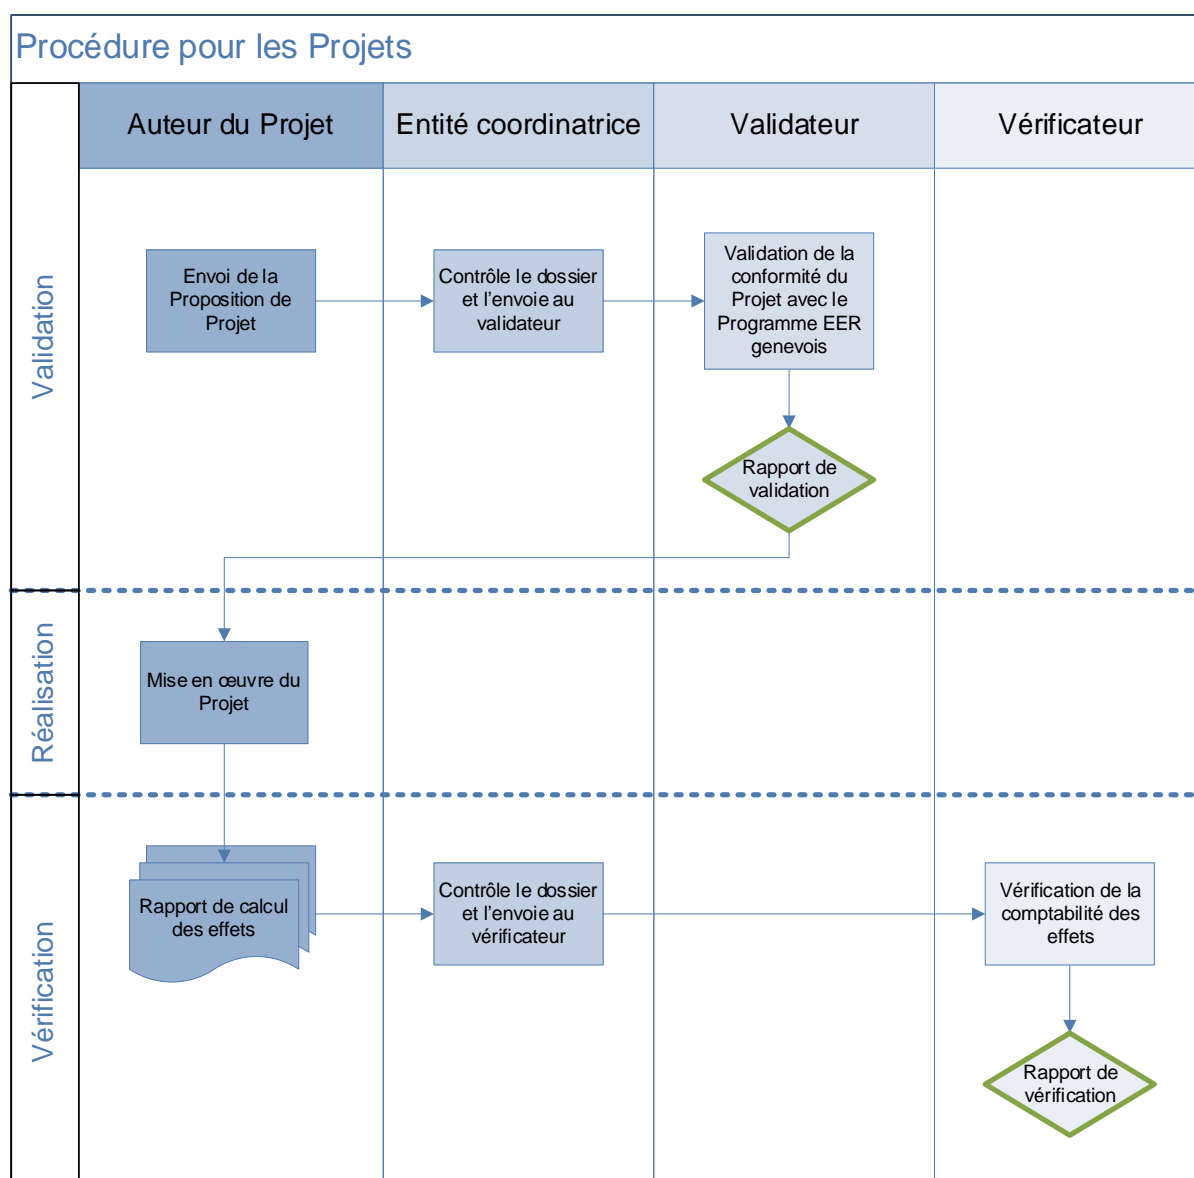 Procédure pour les Projets
Auteur du Projet
Entité coordinatrice
Validateur
Vérificateur
Validation
Envoi de la
Proposition de
Projet
Contrôle le dossier
et l’envoie au
validateur
Validation de la
conformité du
Projet avec le
Programme EER
genevois
Rapport de
validation
Réalisation
Mise en œuvre du
Projet
Vérification
Rapport de calcul
des effets
Contrôle le dossier
et l’envoie au
vérificateur
Vérification de la
comptabilité des
effets
Rapport de
vérification